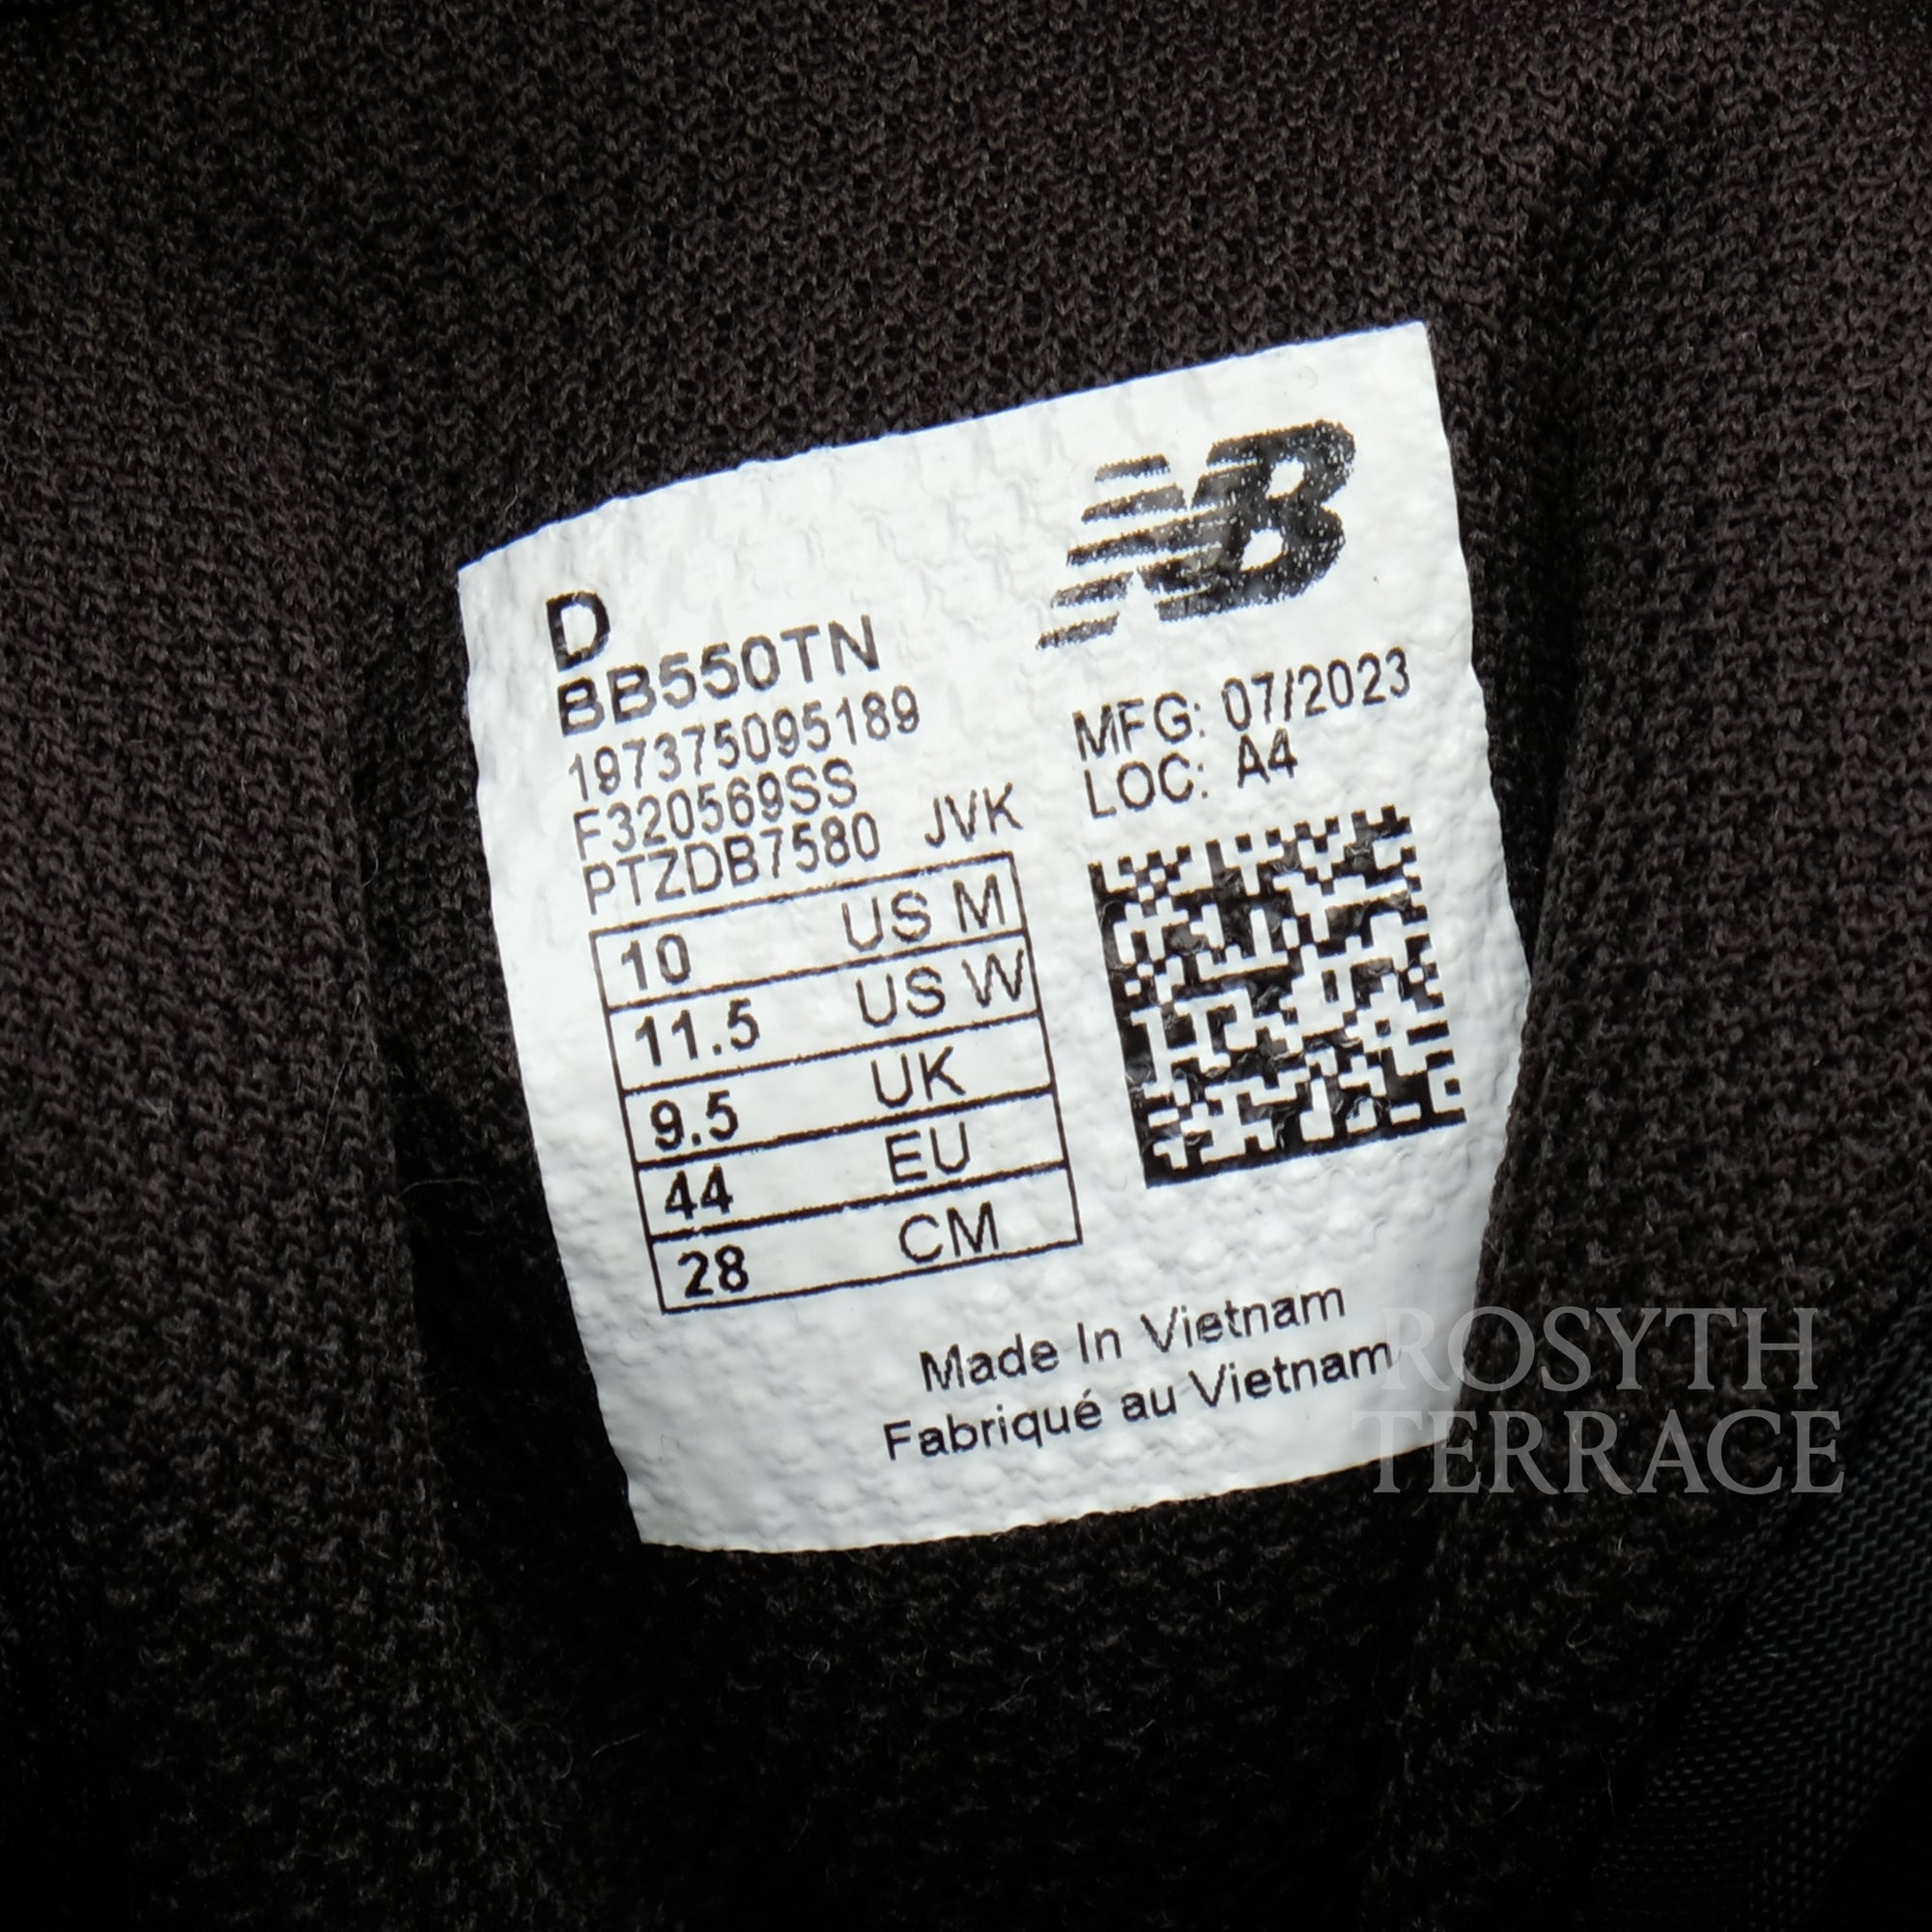 NB
D
BB550TN
197375095189
F320569SS
PTZDB7580 JVK
MFG: 07/2023
LOC: A4
10 US M
11.5 US W
9.5 UK
44 EU
28 CM
Made In Vietnam
Fabriqué au Vietnam
ROSYTH
TERRACE